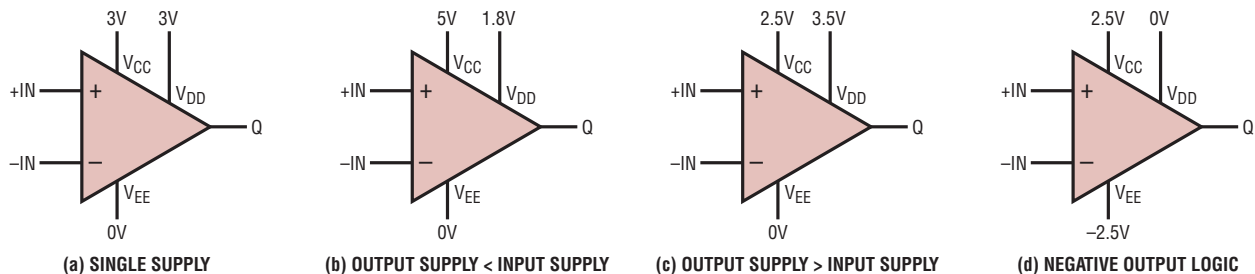 3V 3V
VCC
VDD
+IN
+
–IN
–
Q
VEE
0V
(a) SINGLE SUPPLY
5V 1.8V
VCC
VDD
+IN
+
–IN
–
Q
VEE
0V
(b) OUTPUT SUPPLY < INPUT SUPPLY
2.5V 3.5V
VCC
VDD
+IN
+
–IN
–
Q
VEE
0V
(c) OUTPUT SUPPLY > INPUT SUPPLY
2.5V 0V
VCC
VDD
+IN
+
–IN
–
Q
VEE
–2.5V
(d) NEGATIVE OUTPUT LOGIC